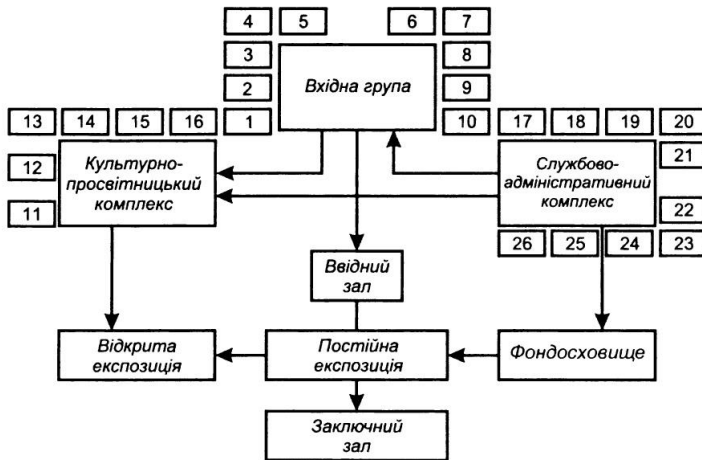 4 5 6 7
3 8
Вхідна група
2 9
13 14 15 16 1 10 17 18 19 20
Культурно-
просвітницький
комплекс
12
11
Службово-
адміністративний
комплекс
21
22
26 25 24 23
Ввідний
зал
Відкрита
експозиція
Постійна
експозиція
Фондосховище
Заключний
зал